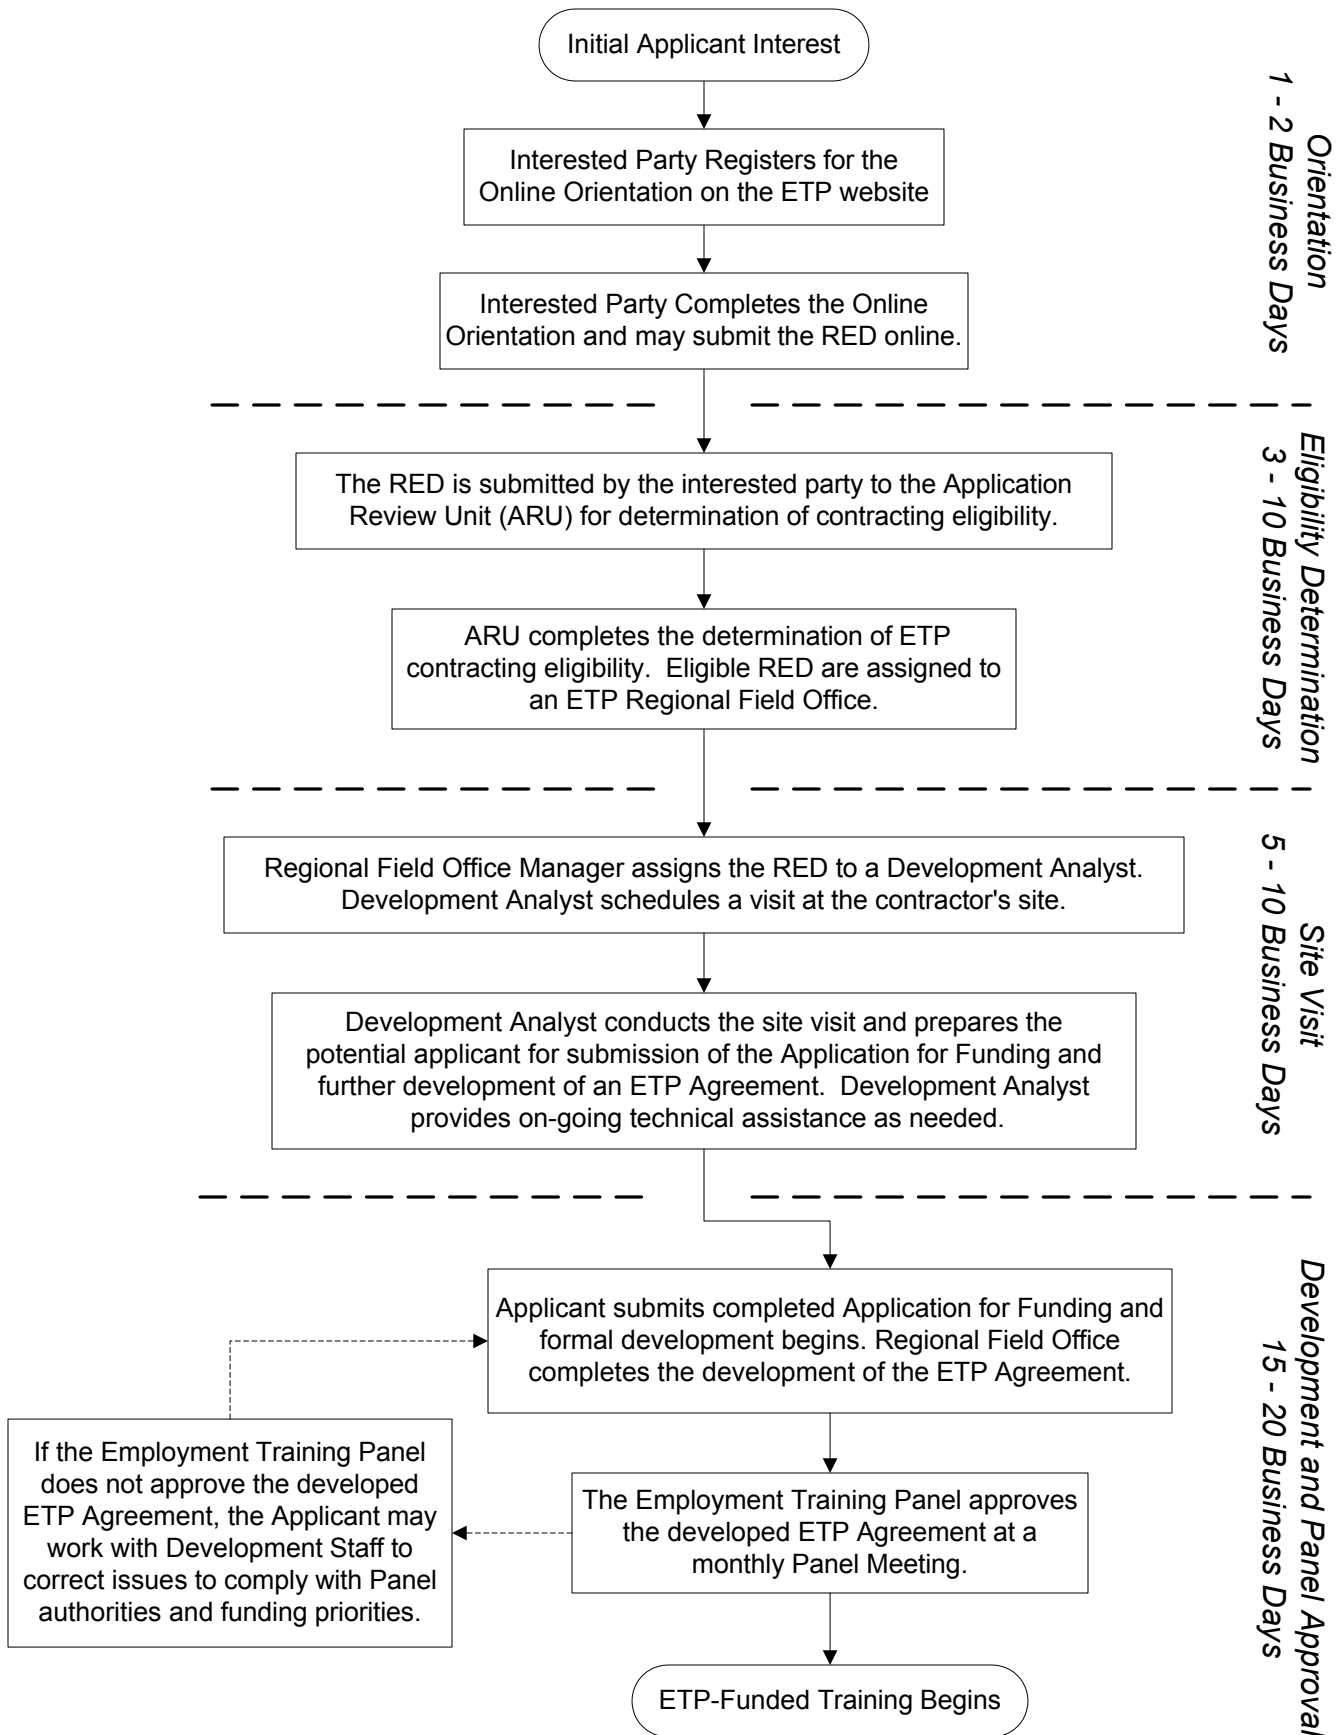 Initial Applicant Interest
Interested Party Registers for the
Online Orientation on the ETP website
Interested Party Completes the Online
Orientation and may submit the RED online.
Orientation
1 - 2 Business Days
The RED is submitted by the interested party to the Application
Review Unit (ARU) for determination of contracting eligibility.
ARU completes the determination of ETP
contracting eligibility.  Eligible RED are assigned to
an ETP Regional Field Office.
Eligibility Determination
3 - 10 Business Days
Regional Field Office Manager assigns the RED to a Development Analyst.
Development Analyst schedules a visit at the contractor's site.
Development Analyst conducts the site visit and prepares the
potential applicant for submission of the Application for Funding and
further development of an ETP Agreement.  Development Analyst
provides on-going technical assistance as needed.
Site Visit
5 - 10 Business Days
Applicant submits completed Application for Funding and
formal development begins. Regional Field Office
completes the development of the ETP Agreement.
The Employment Training Panel approves
the developed ETP Agreement at a
monthly Panel Meeting.
If the Employment Training Panel
does not approve the developed
ETP Agreement, the Applicant may
work with Development Staff to
correct issues to comply with Panel
authorities and funding priorities.
ETP-Funded Training Begins
Development and Panel Approval
15 - 20 Business Days